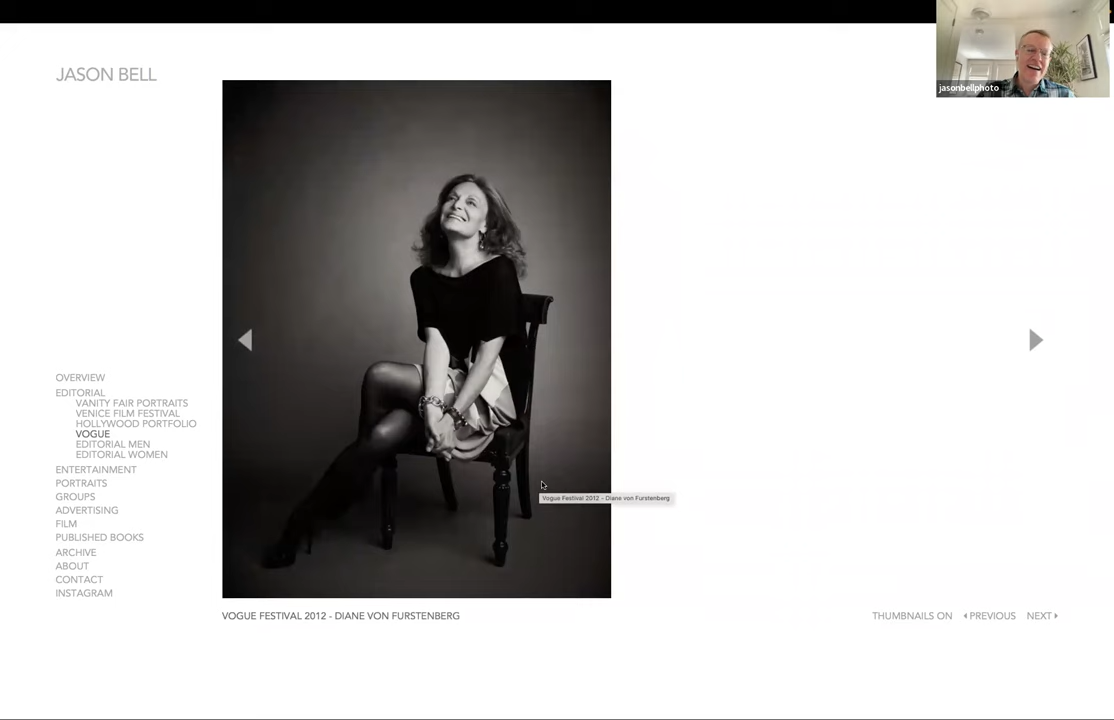 jasonbellphoto
JASON BELL
OVERVIEW
EDITORIAL
VANITY FAIR PORTRAITS
VENICE FILM FESTIVAL
HOLLYWOOD PORTFOLIO
VOGUE
EDITORIAL MEN
EDITORIAL WOMEN
ENTERTAINMENT
PORTRAITS
GROUPS
ADVERTISING
FILM
PUBLISHED BOOKS
ARCHIVE
ABOUT
CONTACT
INSTAGRAM
Vogue Festival 2012 - Diane von Furstenberg
VOGUE FESTIVAL 2012 - DIANE VON FURSTENBERG
THUMBNAILS ON PREVIOUS NEXT